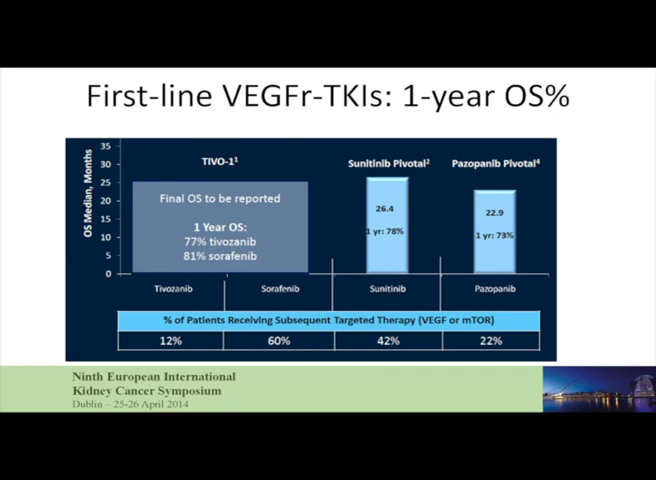 First-line VEGFr-TKIs: 1-year OS%
OS Median, Months
35
30
25
20
15
10
5
0
TIVO-1¹
Final OS to be reported
1 Year OS:
77% tivozanib
81% sorafenib
Sunitinib Pivotal²
26.4
1 yr: 78%
Pazopanib Pivotal⁴
22.9
1 yr: 73%
Tivozanib Sorafenib Sunitinib Pazopanib
% of Patients Receiving Subsequent Targeted Therapy (VEGF or mTOR)
12% 60% 42% 22%
Ninth European International
Kidney Cancer Symposium
Dublin – 25-26 April 2014